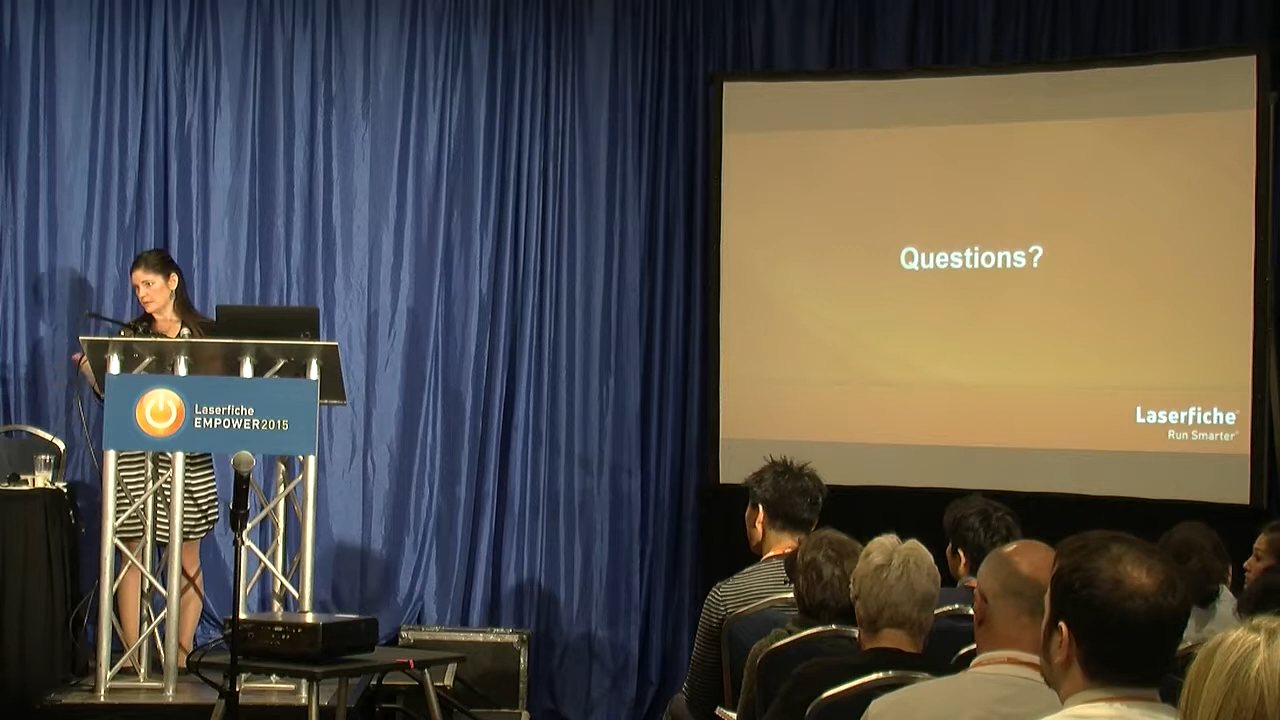 Questions?
Laserfiche
Run Smarter
Laserfiche
EMPOWER2015